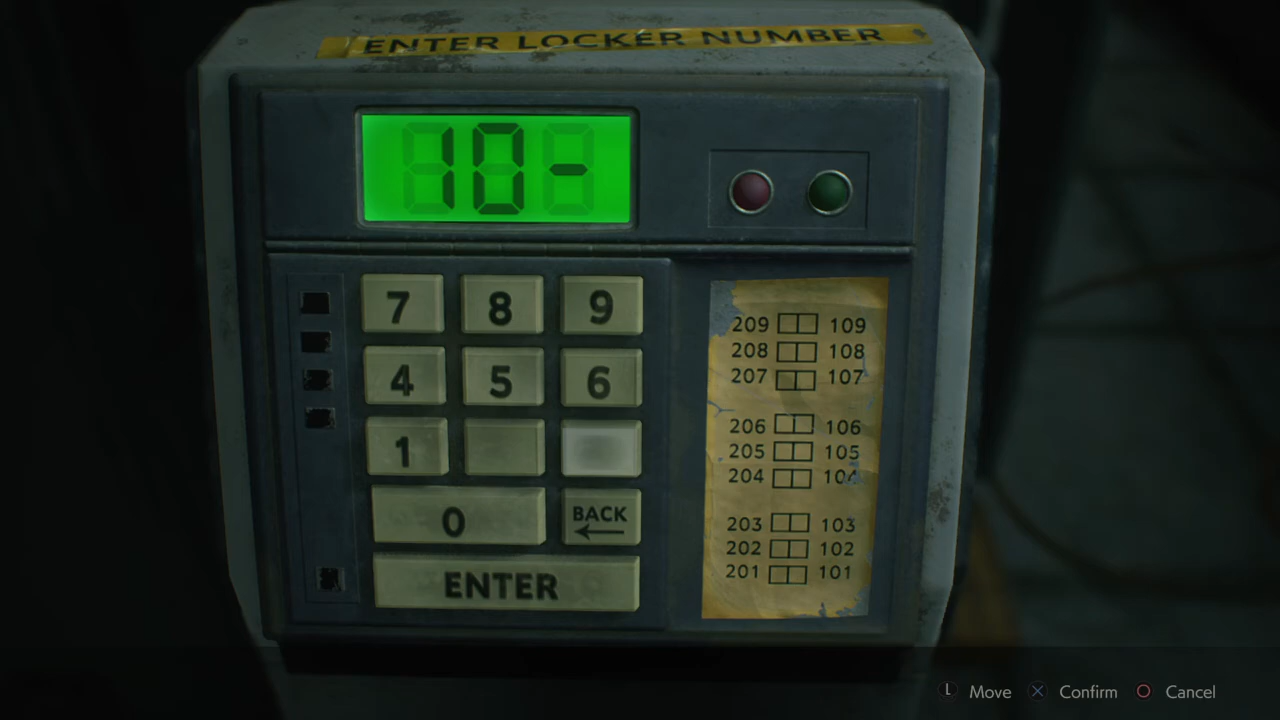 ENTER LOCKER NUMBER
10-
7 8 9
4 5 6
1
0 BACK
ENTER
209 109
208 108
207 107
206 106
205 105
204 104
203 103
202 102
201 101
L Move X Confirm O Cancel